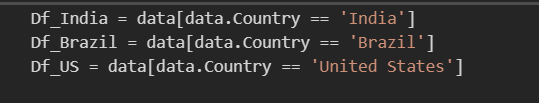 Df_India = data[data.Country == 'India']
Df_Brazil = data[data.Country == 'Brazil']
Df_US = data[data.Country == 'United States']